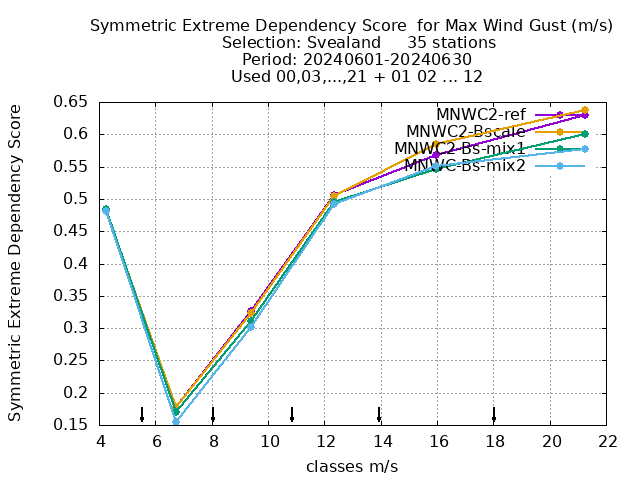 Symmetric Extreme Dependency Score  for Max Wind Gust (m/s)
Selection: Svealand     35 stations
Period: 20240601-20240630
Used 00,03,...,21 + 01 02 ... 12
Symmetric Extreme Dependency Score
0.65
0.6
0.55
0.5
0.45
0.4
0.35
0.3
0.25
0.2
0.15
MNWC2-ref
MNWC2-Bscale
MNWC2-Bs-mix1
MNWC-Bs-mix2
4 6 8 10 12 14 16 18 20 22
classes m/s